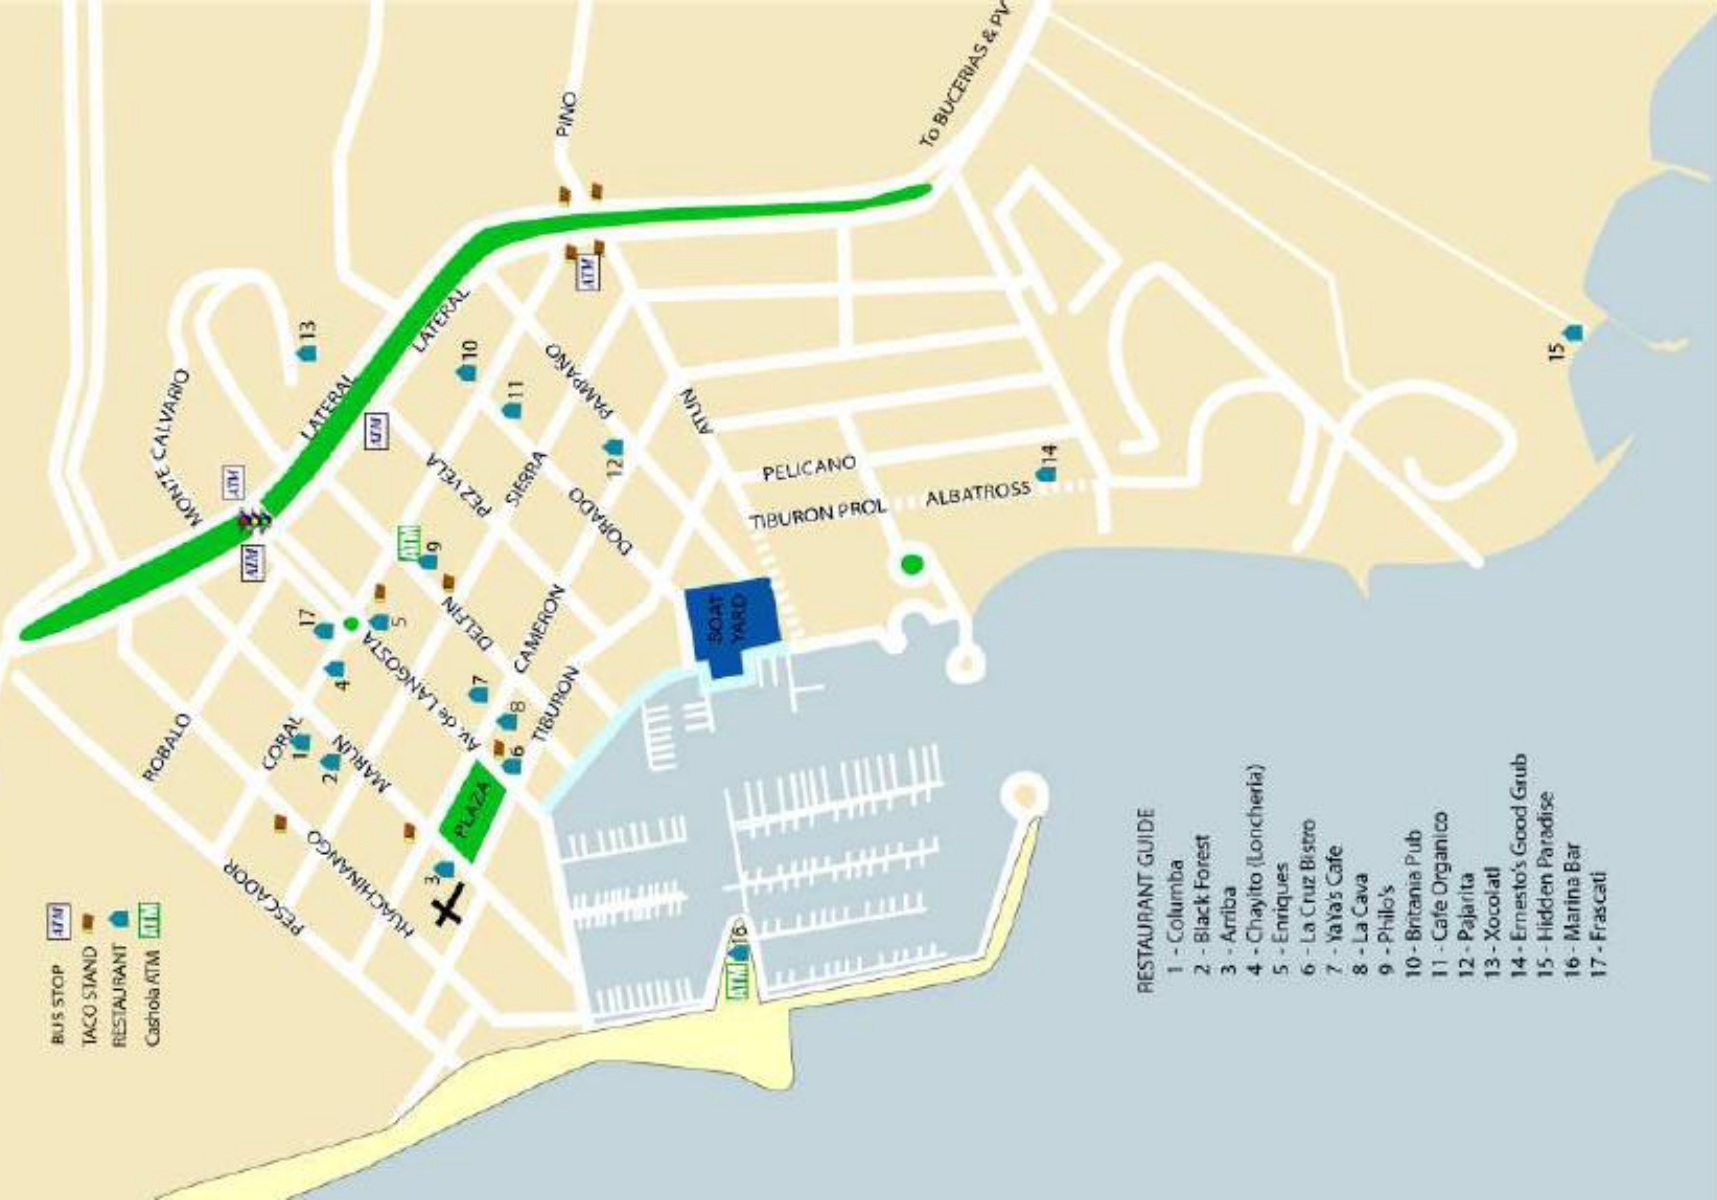 BUS STOP ATM
TACO STAND
RESTAURANT
Cashola ATM ATM
RESTAURANT GUIDE
1 - Columba
2 - Black Forest
3 - Arriba
4 - Chaylito (Loncheria)
5 - Enriques
6 - La Cruz Bistro
7 - YaYa's Cafe
8 - La Cava
9 - Philo's
10 - Britania Pub
11 - Cafe Organico
12 - Pajarita
13 - Xocolatl
14 - Ernesto's Good Grub
15 - Hidden Paradise
16 - Marina Bar
17 - Frascati
PESCADOR
HUACHINANGO
ROBALO
CORAL
MARLIN
Av. de LANGOSTA
DELFIN
CAMERON
TIBURON
PEZ VELA
SIERRA
DORADO
PAMPAÑO
ATUN
LATERAL
LATERAL
MONTE CALVARIO
PINO
To BUCERIAS & PV
PELICANO
TIBURON PROL
ALBATROSS
PLAZA
BOAT
YARD
ATM
ATM
ATM
ATM
ATM
ATM
1
2
3
4
5
6
7
8
9
10
11
12
13
14
15
16
17